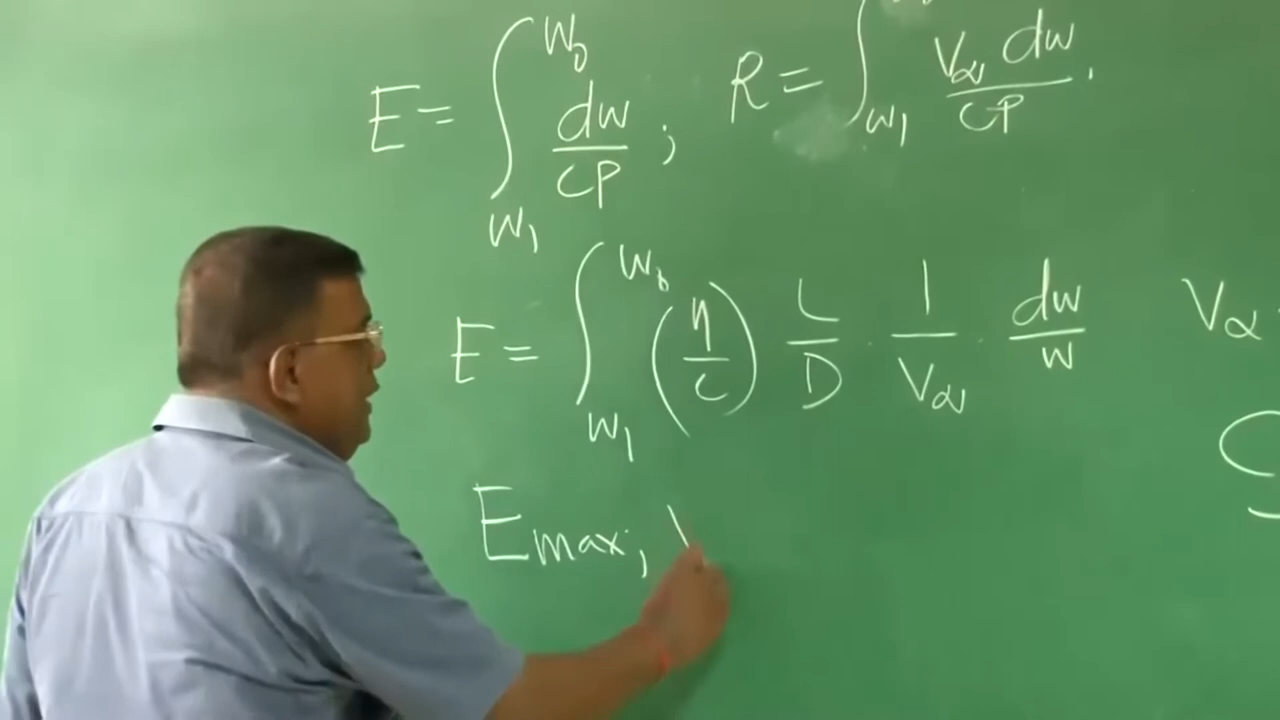 E = ∫_{W₁}^{W₀} dw/CP ; R = ∫_{W₁} V∞ dw/CP .
E = ∫_{W₁}^{W₀} (η/C) L/D · 1/V∞ · dw/W V∞
Emax,